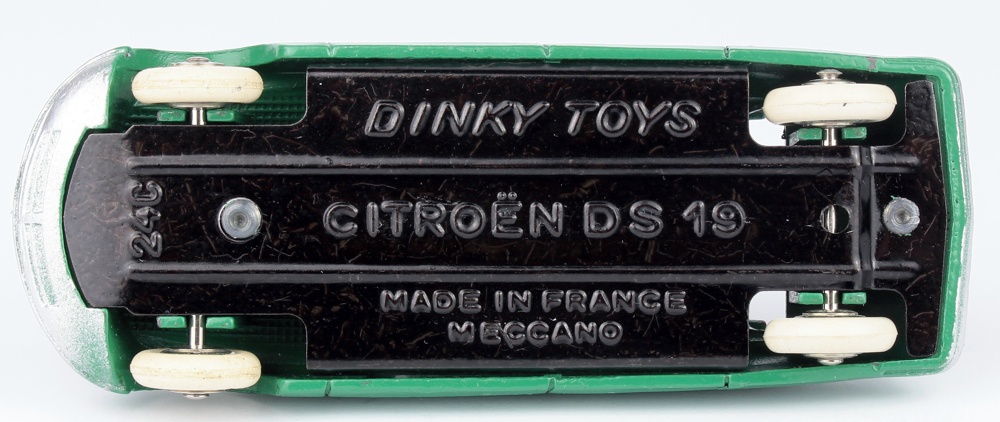 DINKY TOYS
24C
CITROËN DS 19
MADE IN FRANCE
MECCANO